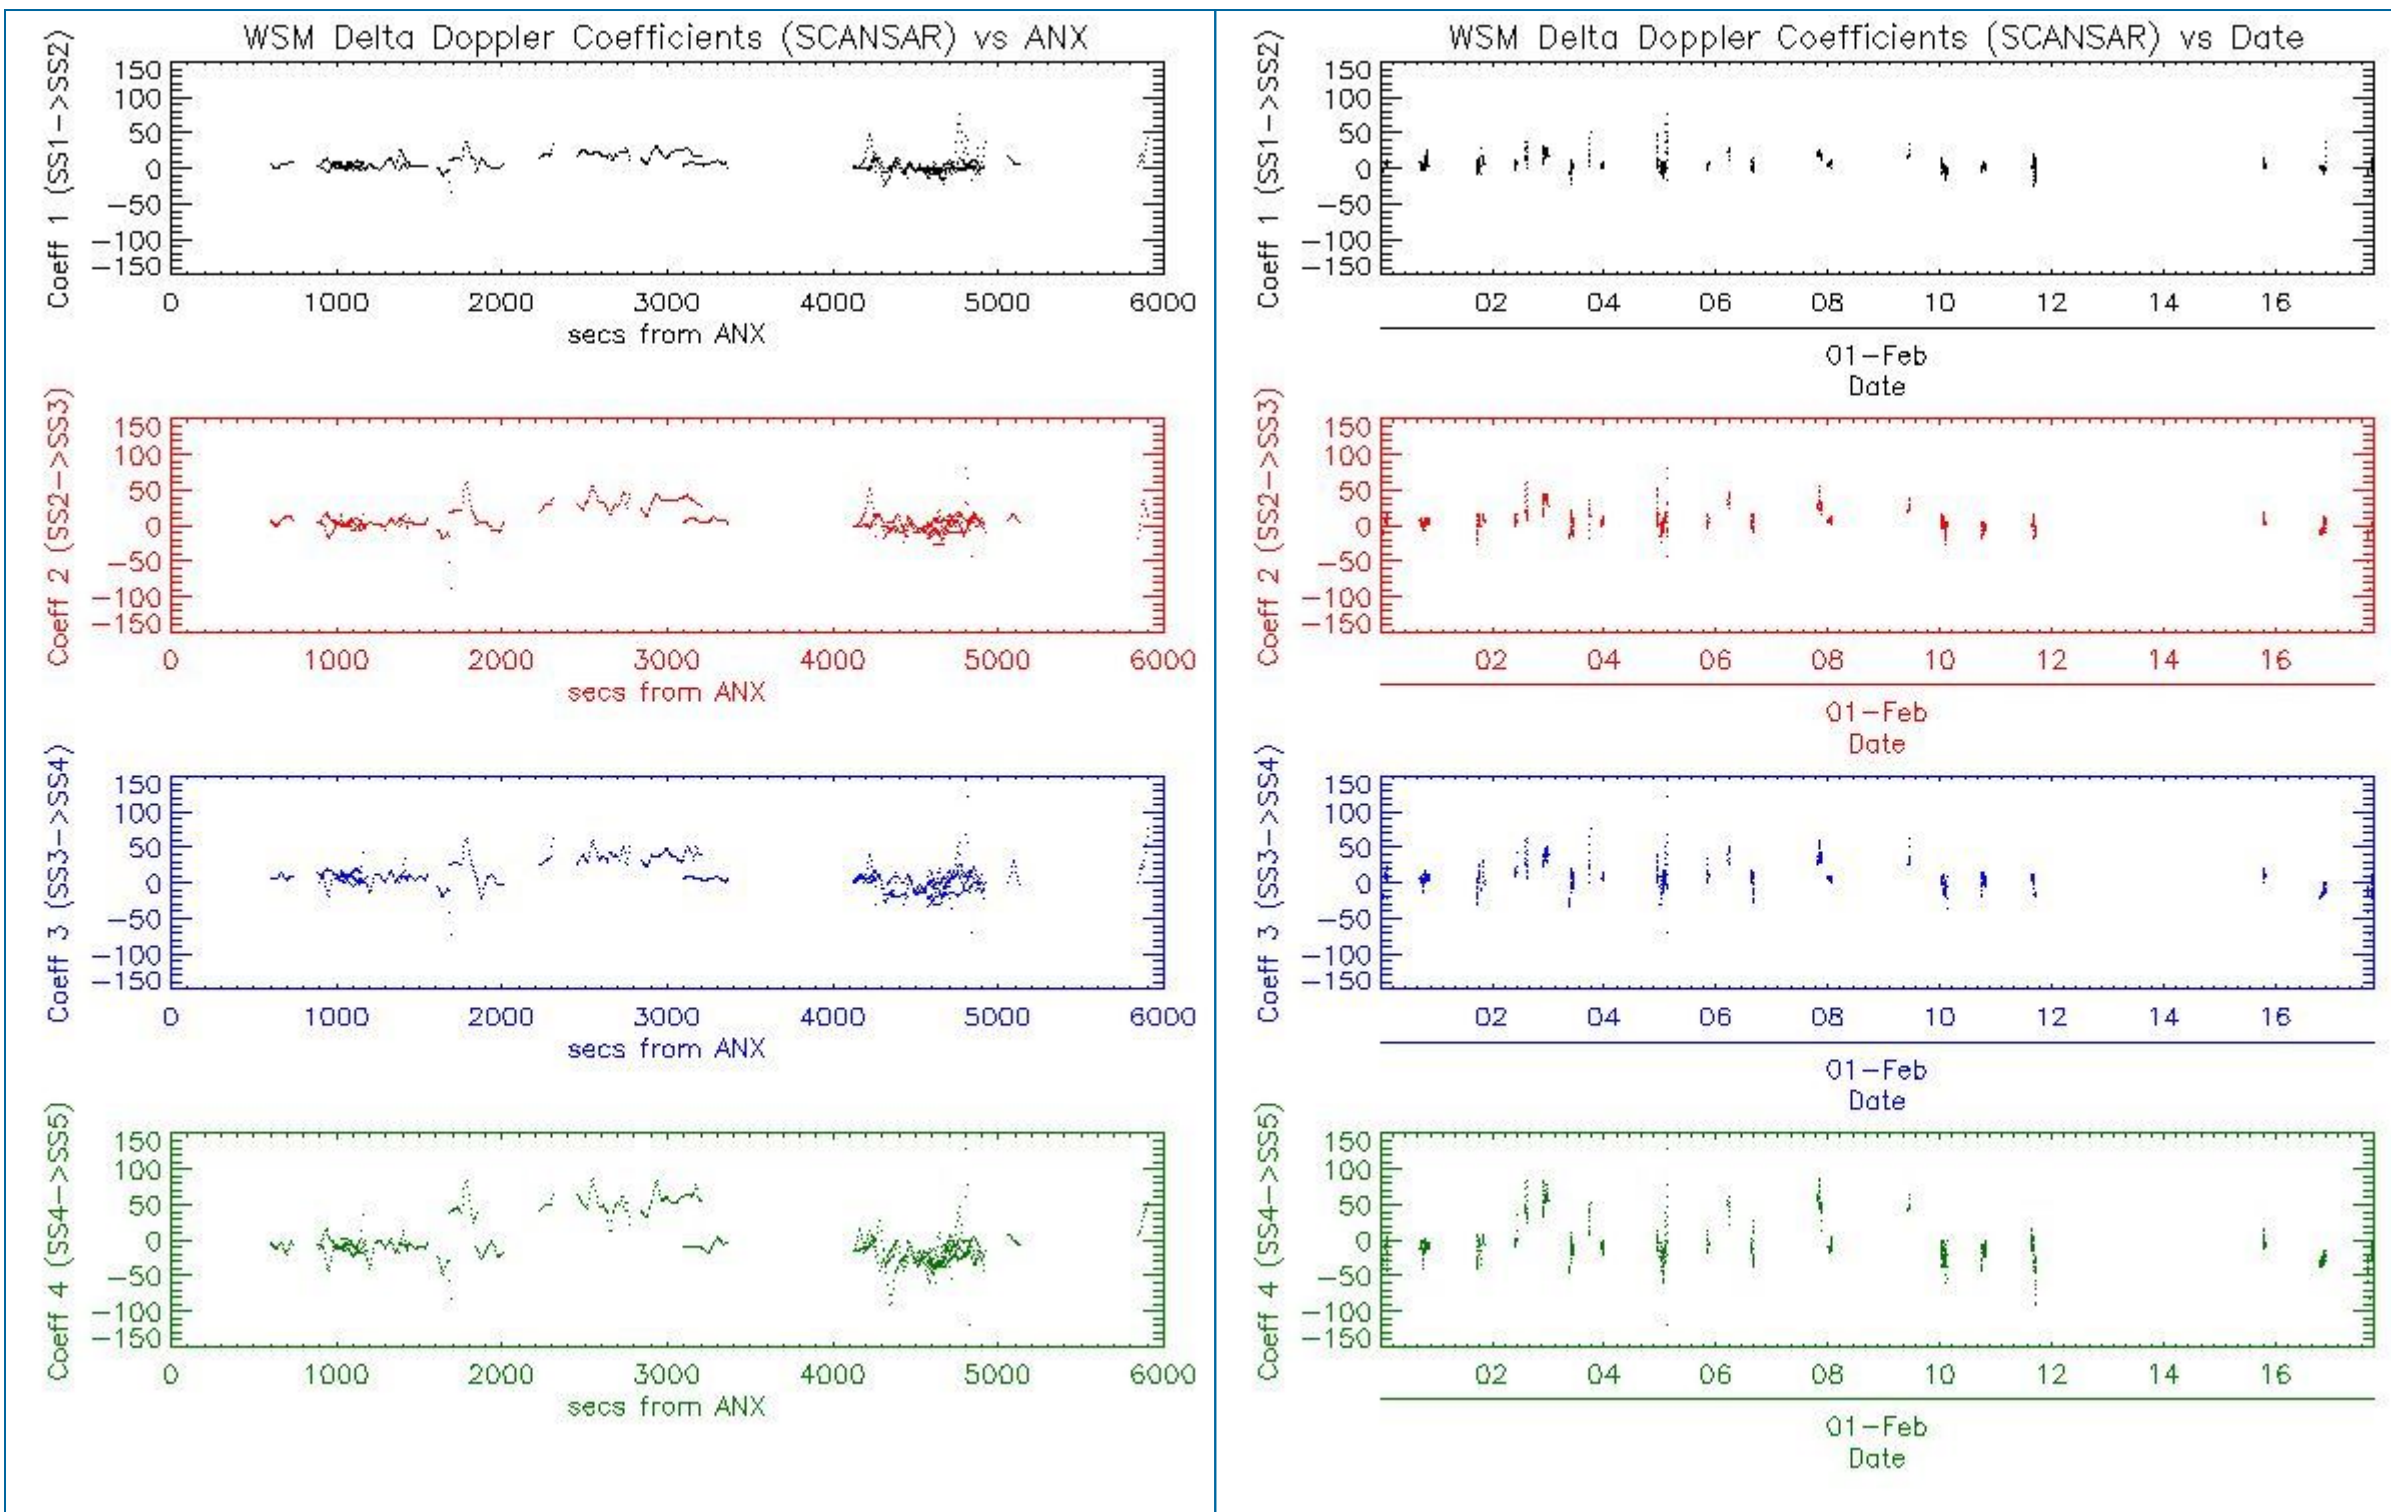 WSM Delta Doppler Coefficients (SCANSAR) vs ANX
Coeff 1 (SS1->SS2)
150
100
50
0
-50
-100
-150
0 1000 2000 3000 4000 5000 6000
secs from ANX
Coeff 2 (SS2->SS3)
150
100
50
0
-50
-100
-150
0 1000 2000 3000 4000 5000 6000
secs from ANX
Coeff 3 (SS3->SS4)
150
100
50
0
-50
-100
-150
0 1000 2000 3000 4000 5000 6000
secs from ANX
Coeff 4 (SS4->SS5)
150
100
50
0
-50
-100
-150
0 1000 2000 3000 4000 5000 6000
secs from ANX
WSM Delta Doppler Coefficients (SCANSAR) vs Date
Coeff 1 (SS1->SS2)
150
100
50
0
-50
-100
-150
02 04 06 08 10 12 14 16
01-Feb
Date
Coeff 2 (SS2->SS3)
150
100
50
0
-50
-100
-150
02 04 06 08 10 12 14 16
01-Feb
Date
Coeff 3 (SS3->SS4)
150
100
50
0
-50
-100
-150
02 04 06 08 10 12 14 16
01-Feb
Date
Coeff 4 (SS4->SS5)
150
100
50
0
-50
-100
-150
02 04 06 08 10 12 14 16
01-Feb
Date